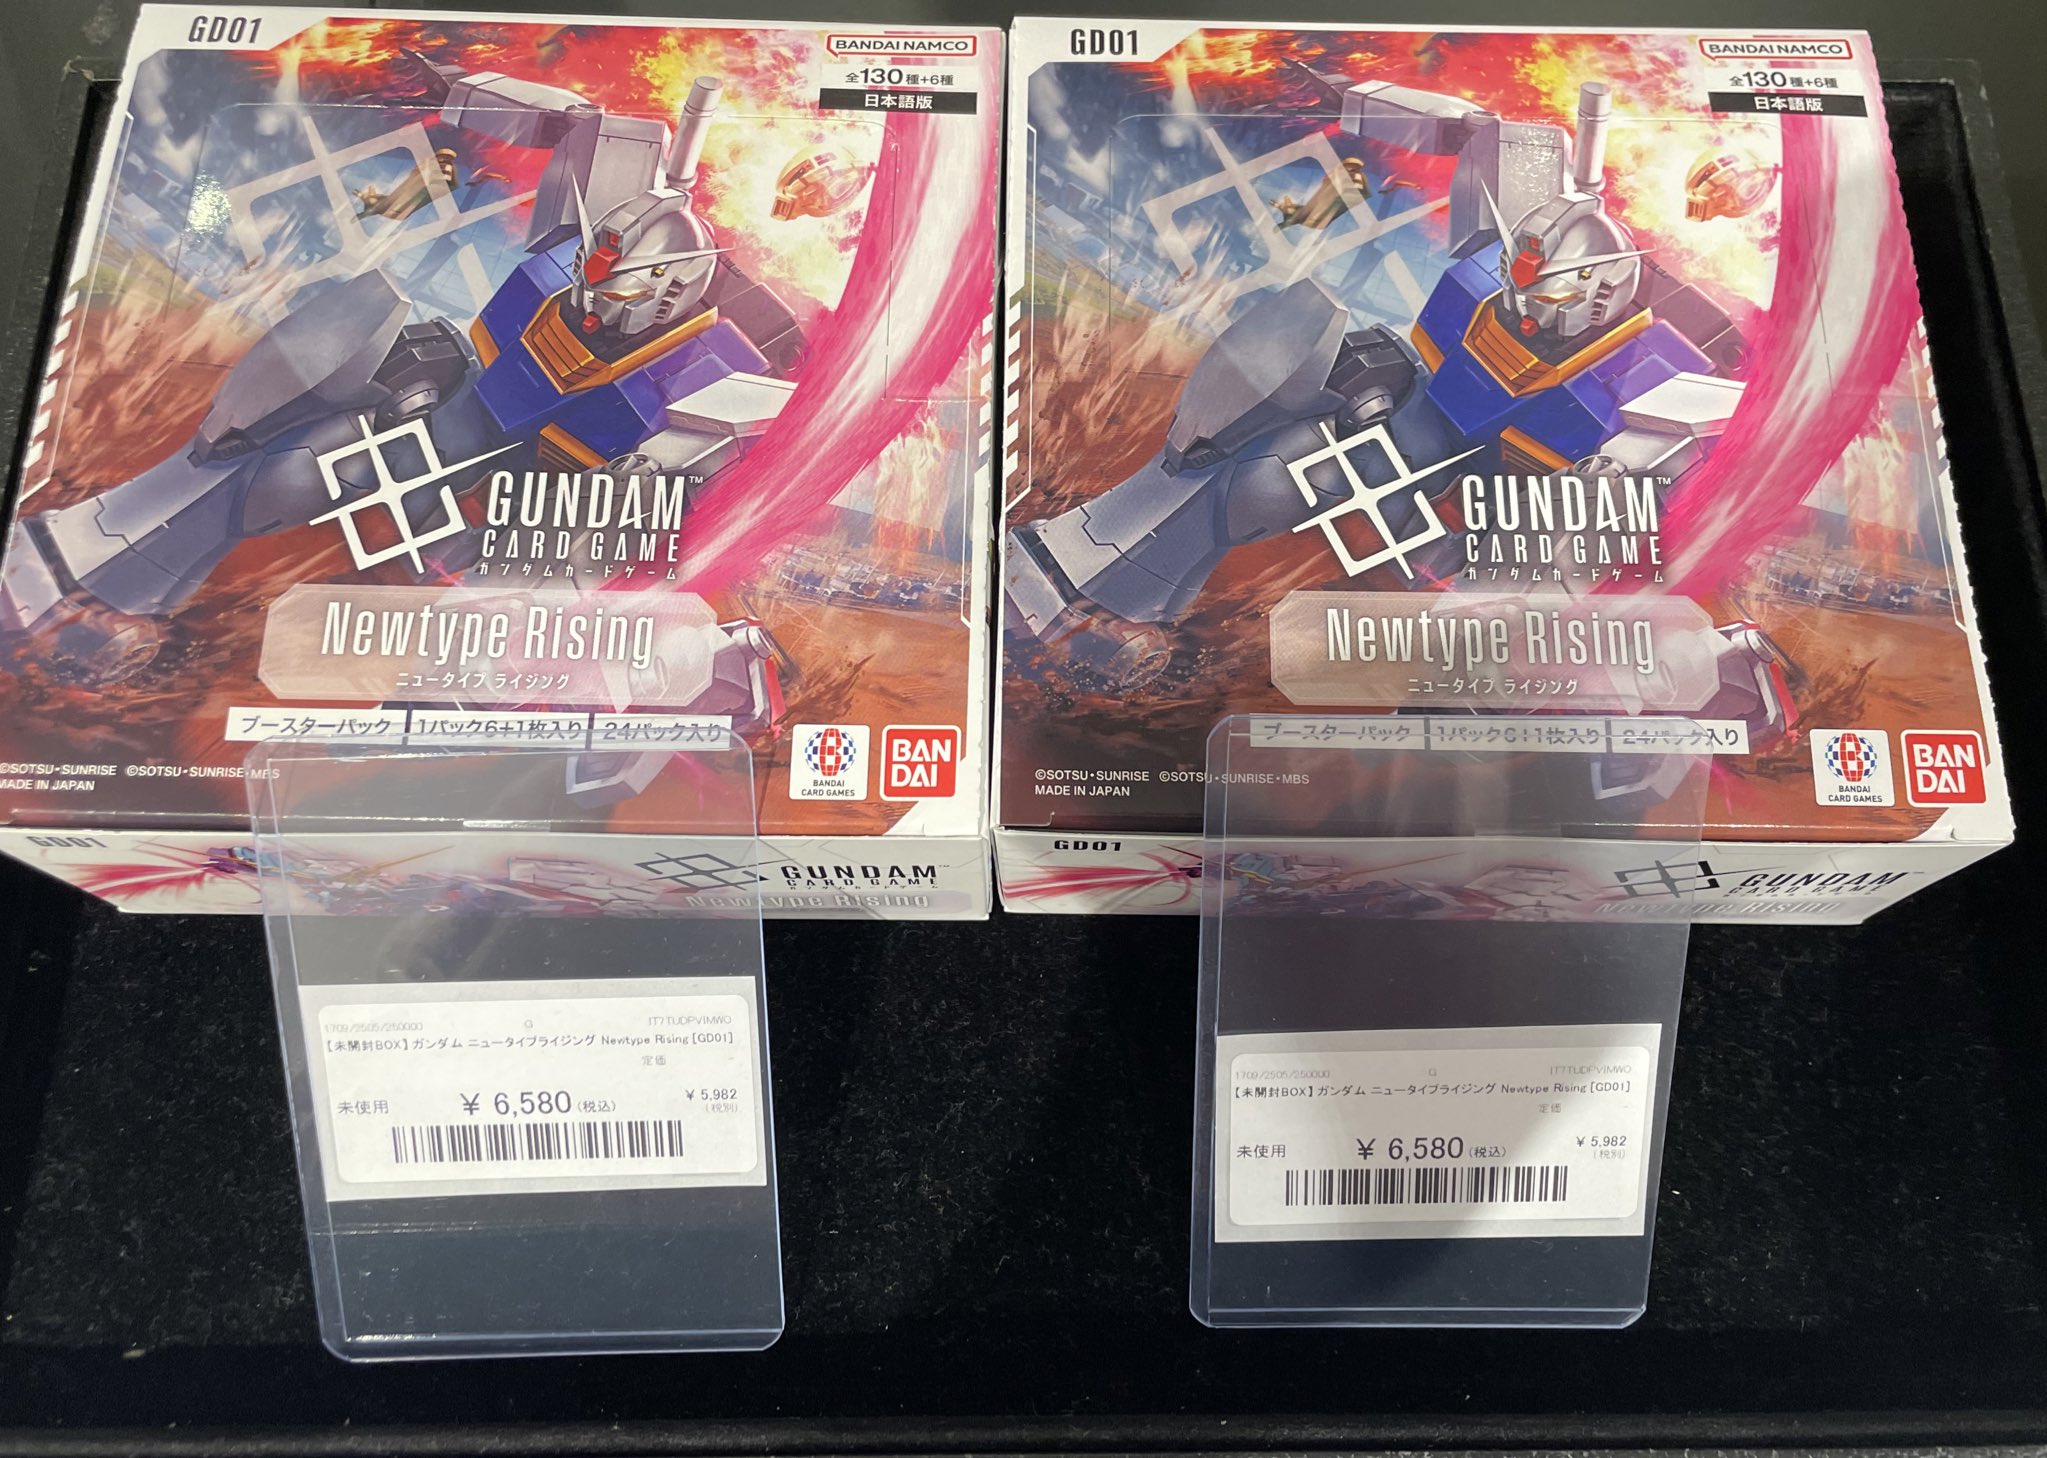 GD01
BANDAI NAMCO
全130種+6種
日本語版
GUNDAM™
CARD GAME
ガンダムカードゲーム
Newtype Rising
ニュータイプ ライジング
ブースターパック 1パック6+1枚入り 24パック入り
©SOTSU・SUNRISE ©SOTSU・SUNRISE・MBS
MADE IN JAPAN
BANDAI
CARD GAMES
BAN
DAI
GD01
GUNDAM™
CARD GAME
Newtype Rising
1709/2505/250000 G IT7TUDPVIMWO
【未開封BOX】ガンダム ニュータイプライジング Newtype Rising [GD01]
定価
未使用 ¥ 6,580(税込) ¥ 5,982
(税別)
GD01
BANDAI NAMCO
全130種+6種
日本語版
GUNDAM™
CARD GAME
ガンダムカードゲーム
Newtype Rising
ニュータイプ ライジング
ブースターパック 1パック6+1枚入り 24パック入り
©SOTSU・SUNRISE ©SOTSU・SUNRISE・MBS
MADE IN JAPAN
BANDAI
CARD GAMES
BAN
DAI
GD01
GUNDAM
CARD GAME
Newtype Rising
1709/2505/250000 G IT7TUDPVIMWO
【未開封BOX】ガンダム ニュータイプライジング Newtype Rising [GD01]
定価
未使用 ¥ 6,580(税込) ¥ 5,982
(税別)